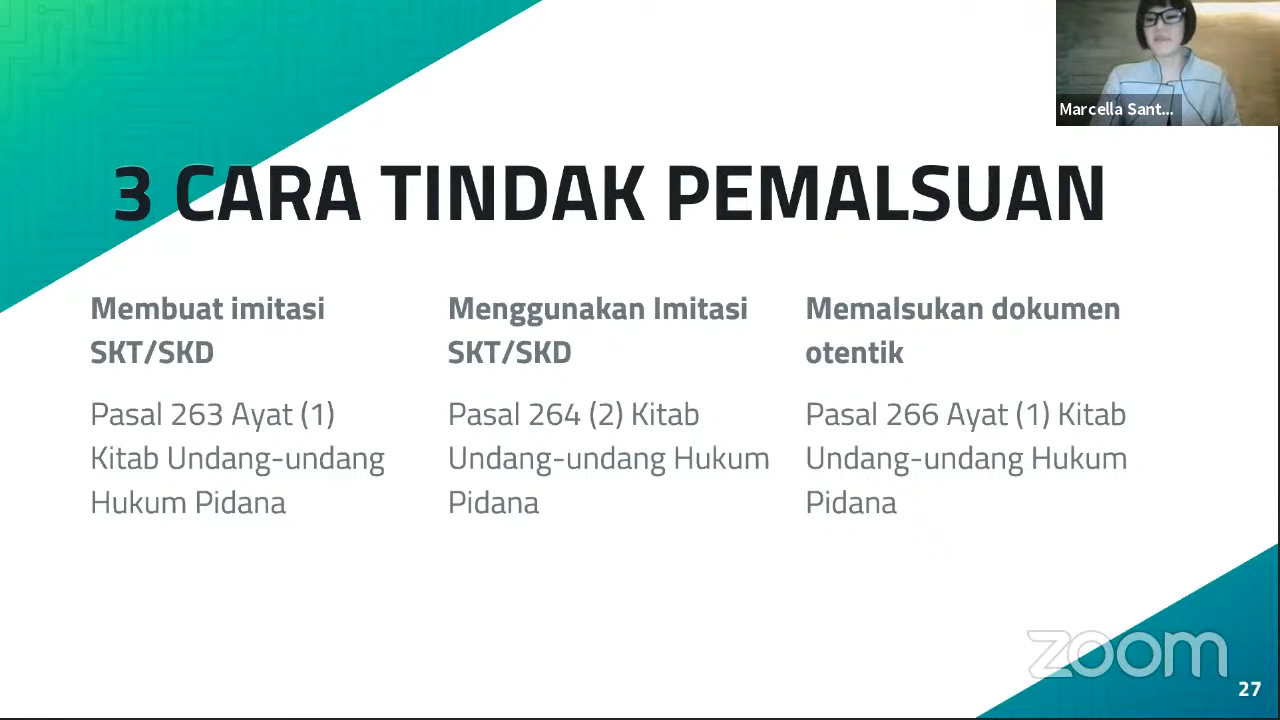 Marcella Sant...
3 CARA TINDAK PEMALSUAN
Membuat imitasi
SKT/SKD
Pasal 263 Ayat (1)
Kitab Undang-undang
Hukum Pidana
Menggunakan Imitasi
SKT/SKD
Pasal 264 (2) Kitab
Undang-undang Hukum
Pidana
Memalsukan dokumen
otentik
Pasal 266 Ayat (1) Kitab
Undang-undang Hukum
Pidana
zoom
27